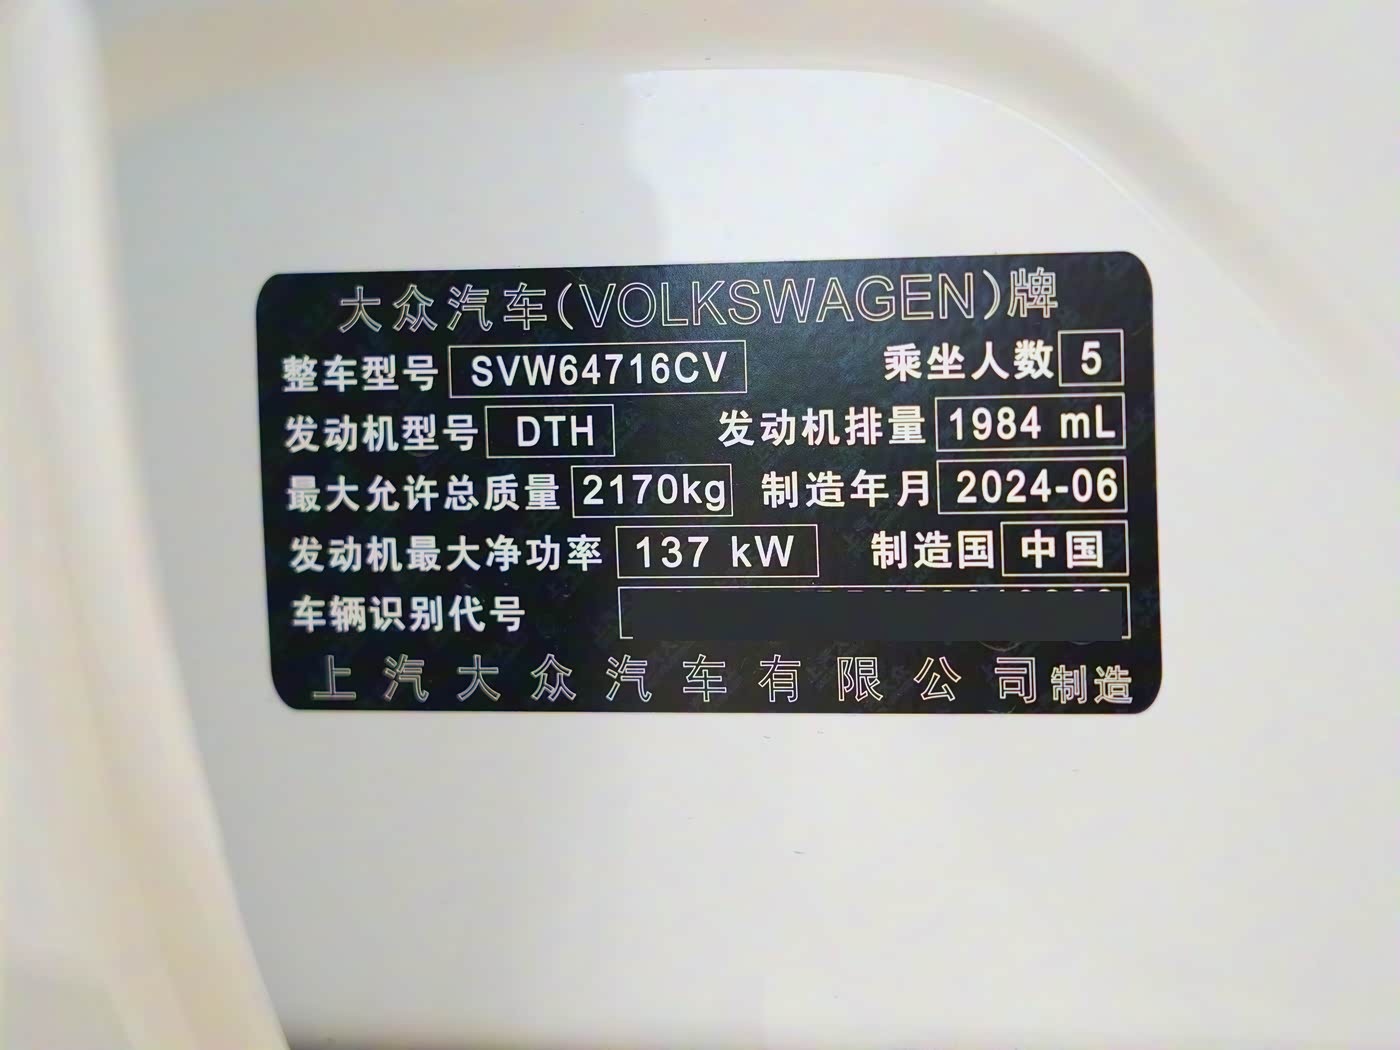 大众汽车(VOLKSWAGEN)牌
整车型号 SVW64716CV 乘坐人数 5
发动机型号 DTH 发动机排量 1984 mL
最大允许总质量 2170kg 制造年月 2024-06
发动机最大净功率 137 kW 制造国 中国
车辆识别代号
上汽大众汽车有限公司制造